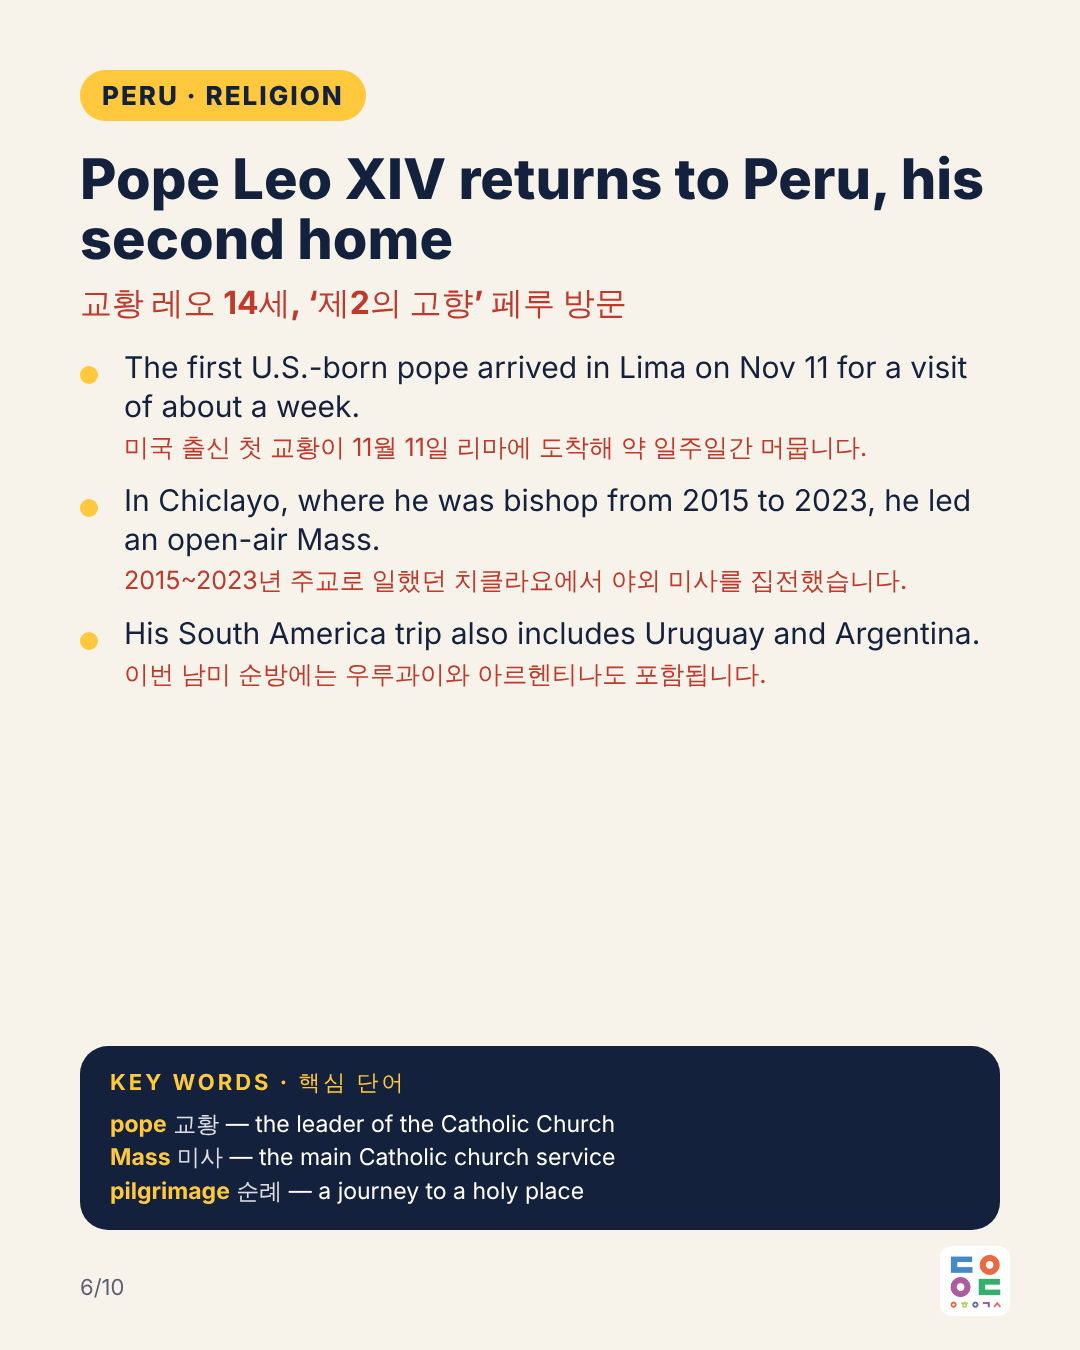 PERU · RELIGION
Pope Leo XIV returns to Peru, his
second home
교황 레오 14세, ‘제2의 고향’ 페루 방문
The first U.S.-born pope arrived in Lima on Nov 11 for a visit
of about a week.
미국 출신 첫 교황이 11월 11일 리마에 도착해 약 일주일간 머뭅니다.
In Chiclayo, where he was bishop from 2015 to 2023, he led
an open-air Mass.
2015~2023년 주교로 일했던 치클라요에서 야외 미사를 집전했습니다.
His South America trip also includes Uruguay and Argentina.
이번 남미 순방에는 우루과이와 아르헨티나도 포함됩니다.
KEY WORDS · 핵심 단어
pope 교황 — the leader of the Catholic Church
Mass 미사 — the main Catholic church service
pilgrimage 순례 — a journey to a holy place
6/10